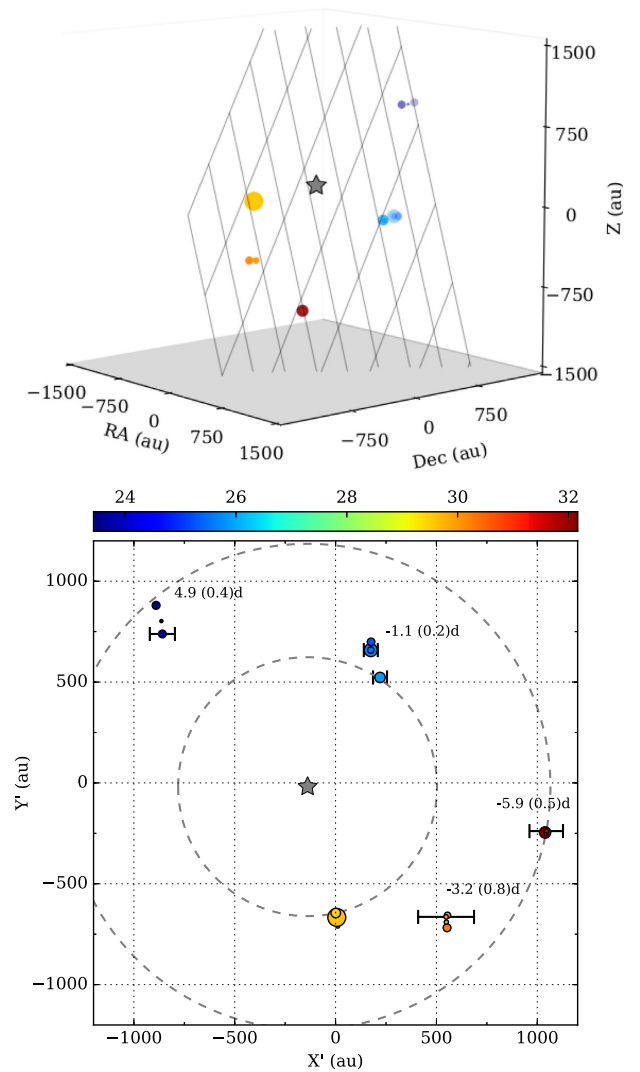 1500
750
0
−750
−1500
Z (au)
−1500
−750
0
750
1500
RA (au)
−750
0
750
Dec (au)
24 26 28 30 32
1000
500
0
−500
−1000
Y' (au)
4.9 (0.4)d
-1.1 (0.2)d
-5.9 (0.5)d
-3.2 (0.8)d
−1000 −500 0 500 1000
X' (au)